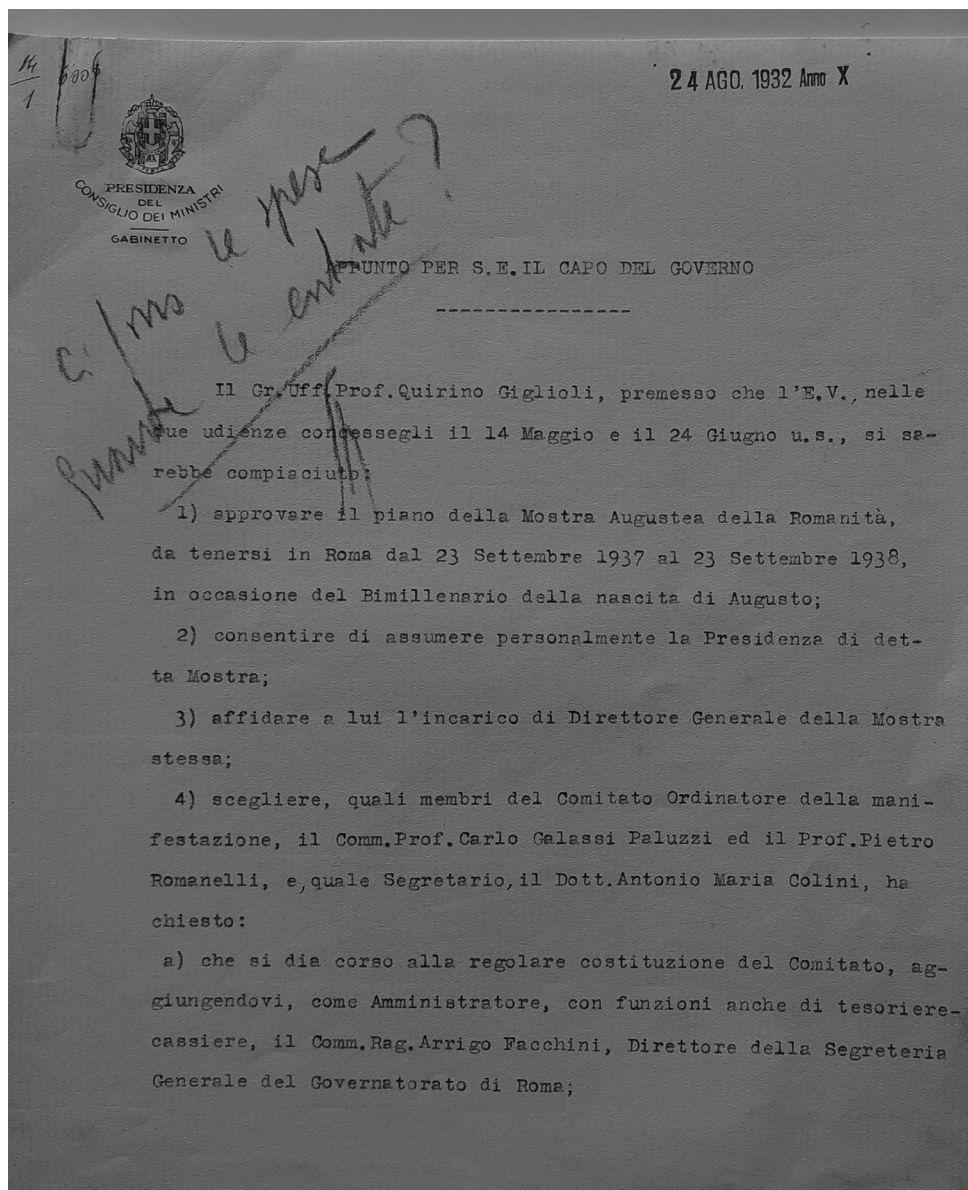 14
1
24 AGO. 1932 Anno X
PRESIDENZA
DEL
CONSIGLIO DEI MINISTRI
GABINETTO
Ci sono le spese
le entrate?
APPUNTO PER S.E.IL CAPO DEL GOVERNO
----------------
Il Gr.Uff.Prof.Quirino Giglioli, premesso che l'E.V., nelle
due udienze concessegli il 14 Maggio e il 24 Giugno u.s., si sa-
rebbe compiaciuto:
1) approvare il piano della Mostra Augustea della Romanità,
da tenersi in Roma dal 23 Settembre 1937 al 23 Settembre 1938,
in occasione del Bimillenario della nascita di Augusto;
2) consentire di assumere personalmente la Presidenza di det-
ta Mostra;
3) affidare a lui l'incarico di Direttore Generale della Mostra
stessa;
4) scegliere, quali membri del Comitato Ordinatore della mani-
festazione, il Comm.Prof.Carlo Galassi Paluzzi ed il Prof.Pietro
Romanelli, e,quale Segretario,il Dott.Antonio Maria Colini, ha
chiesto:
a) che si dia corso alla regolare costituzione del Comitato, ag-
giungendovi, come Amministratore, con funzioni anche di tesoriere-
cassiere, il Comm.Rag.Arrigo Facchini, Direttore della Segreteria
Generale del Governatorato di Roma;